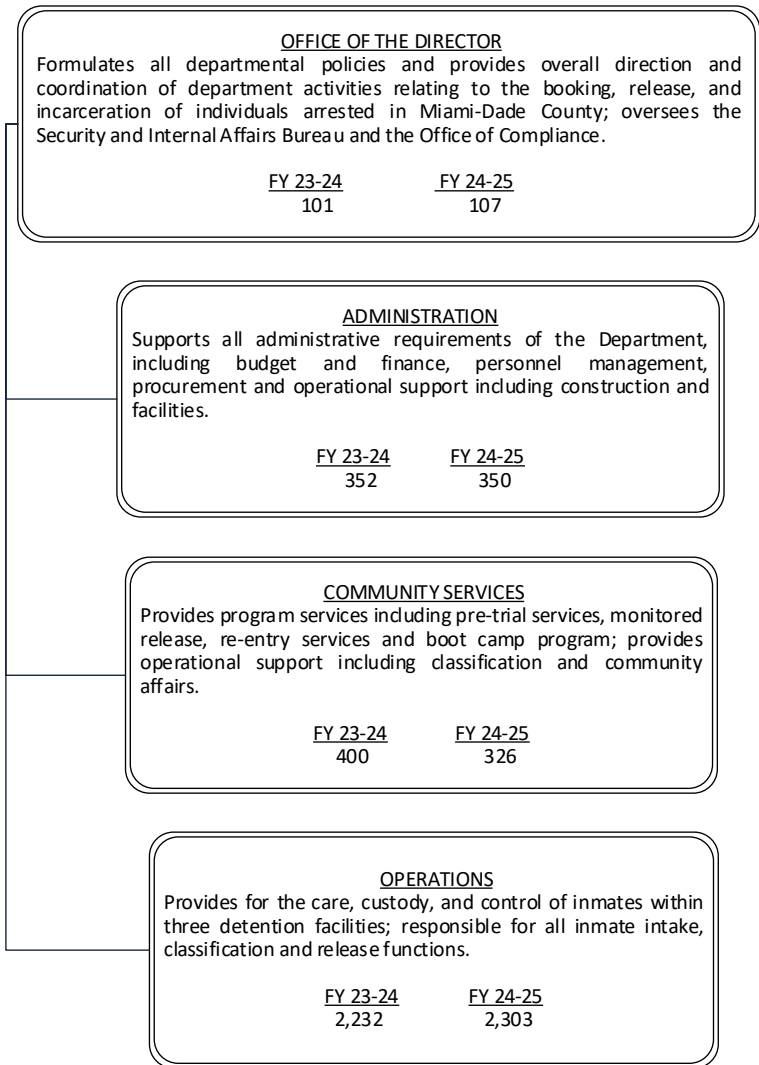 OFFICE OF THE DIRECTOR
Formulates all departmental policies and provides overall direction and
coordination of department activities relating to the booking, release, and
incarceration of individuals arrested in Miami-Dade County; oversees the
Security and Internal Affairs Bureau and the Office of Compliance.
FY 23-24 FY 24-25
101 107
ADMINISTRATION
Supports all administrative requirements of the Department,
including budget and finance, personnel management,
procurement and operational support including construction and
facilities.
FY 23-24 FY 24-25
352 350
COMMUNITY SERVICES
Provides program services including pre-trial services, monitored
release, re-entry services and boot camp program; provides
operational support including classification and community
affairs.
FY 23-24 FY 24-25
400 326
OPERATIONS
Provides for the care, custody, and control of inmates within
three detention facilities; responsible for all inmate intake,
classification and release functions.
FY 23-24 FY 24-25
2,232 2,303